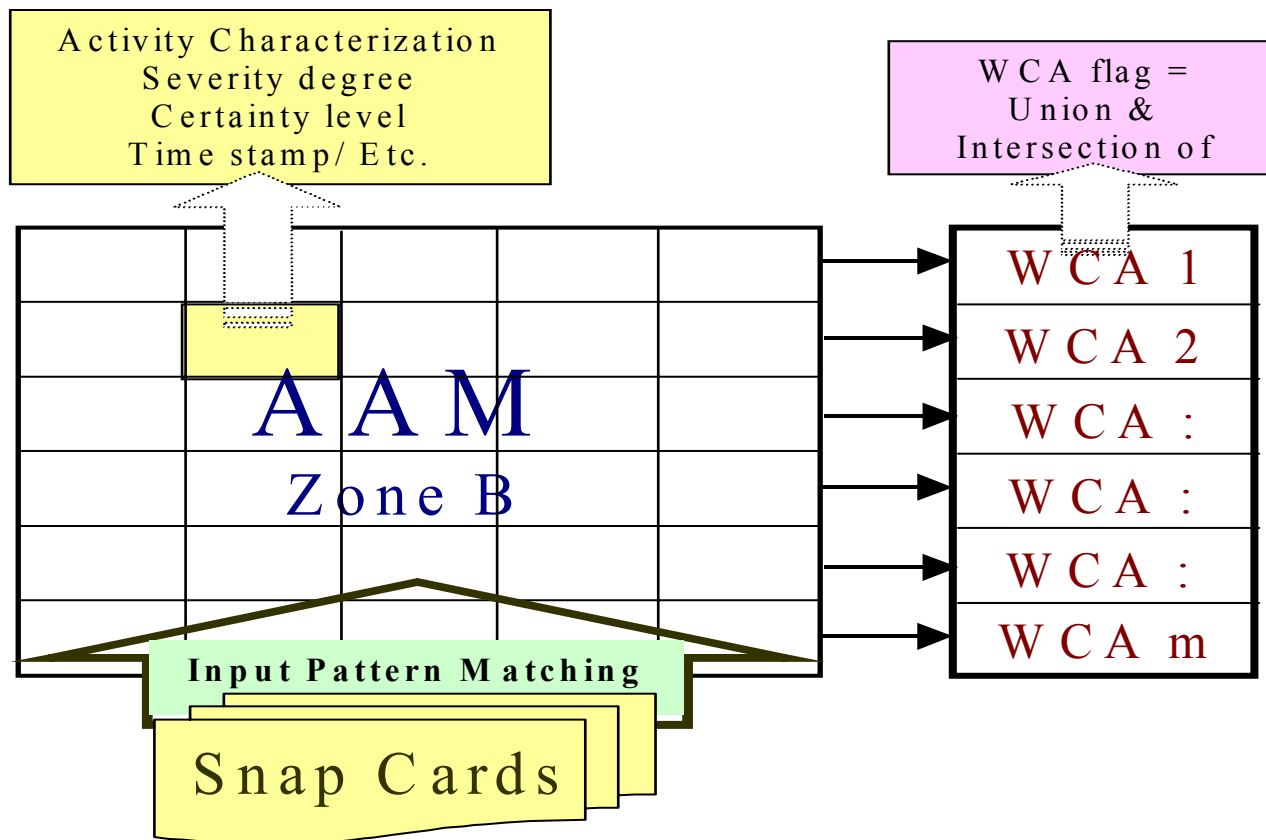 Activity Characterization
Severity degree
Certainty level
Time stamp/ Etc.
WCA flag =
Union &
Intersection of
WCA 1
WCA 2
WCA :
WCA :
WCA :
WCA m
AAM
Zone B
Input Pattern Matching
Snap Cards